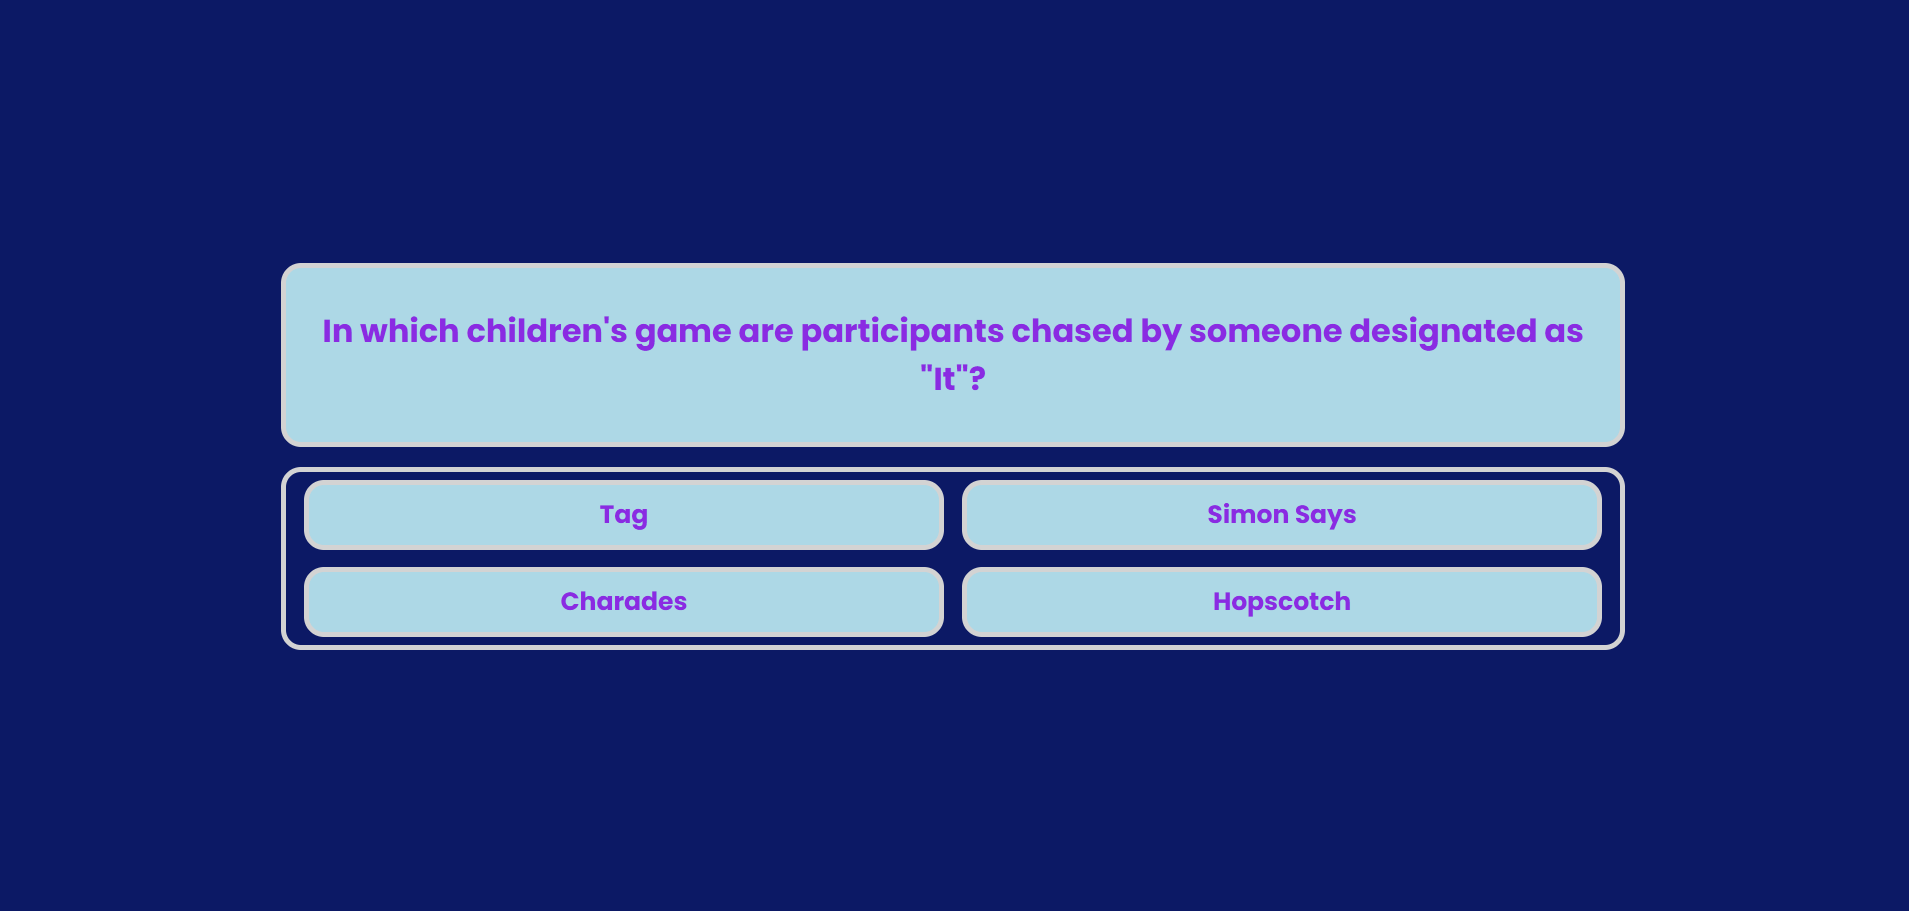 In which children's game are participants chased by someone designated as
"It"?
Tag
Simon Says
Charades
Hopscotch